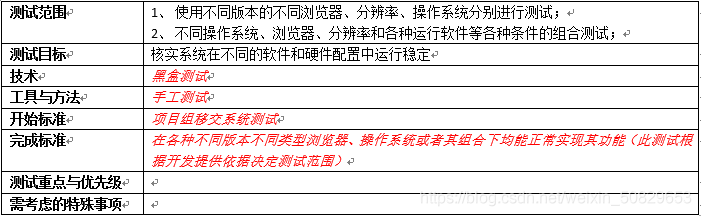 测试范围
1、 使用不同版本的不同浏览器、分辨率、操作系统分别进行测试;
2、 不同操作系统、浏览器、分辨率和各种运行软件等各种条件的组合测试;
测试目标
核实系统在不同的软件和硬件配置中运行稳定
技术
黑盒测试
工具与方法
手工测试
开始标准
项目组移交系统测试
完成标准
在各种不同版本不同类型浏览器、操作系统或者其组合下均能正常实现其功能（此测试根
据开发提供依据决定测试范围）
测试重点与优先级
需考虑的特殊事项
https://blog.csdn.net/weixin_50829653